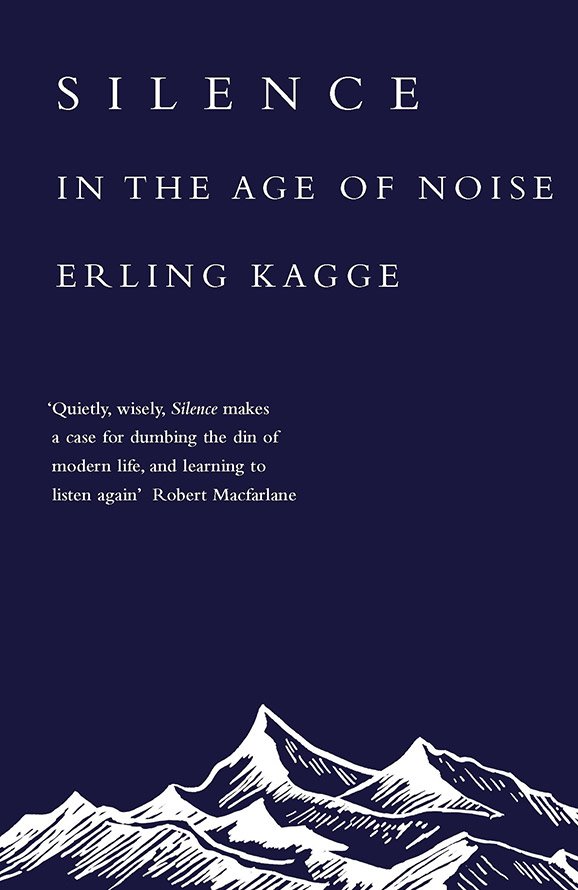 SILENCE
IN THE AGE OF NOISE
ERLING KAGGE
‘Quietly, wisely, Silence makes
a case for dumbing the din of
modern life, and learning to
listen again’ Robert Macfarlane